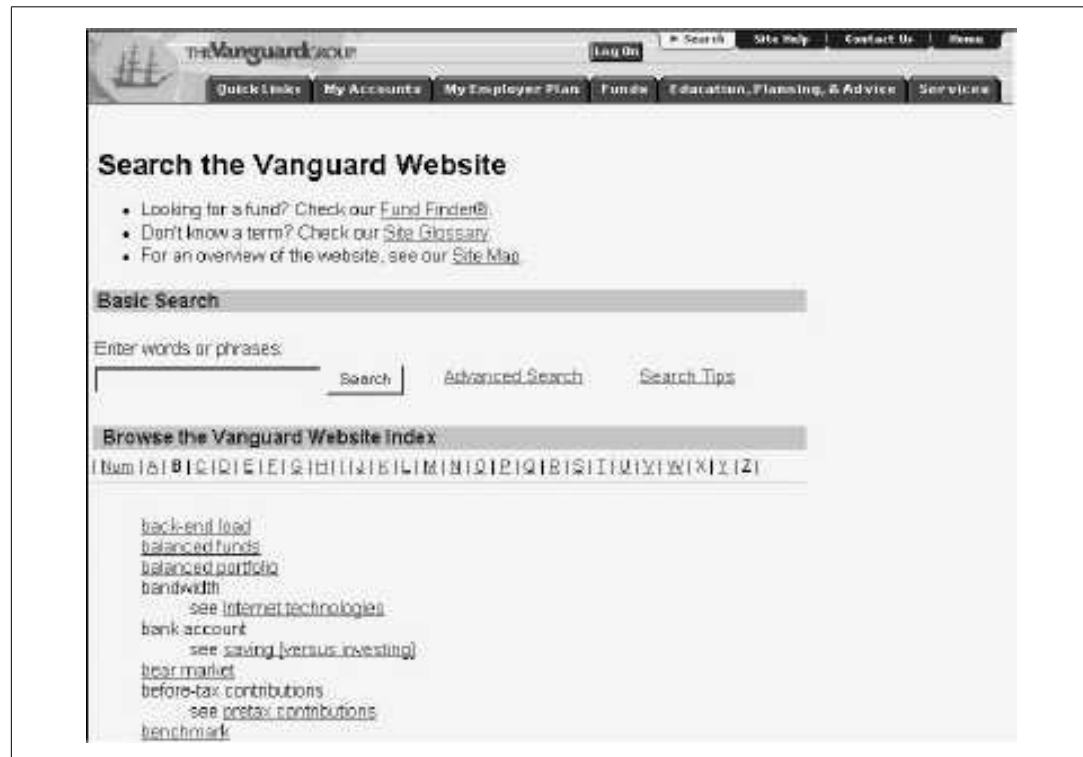 THE Vanguard GROUP
Log On
Search Site Help Contact Us Home
Quick Links My Accounts My Employer Plan Funds Education, Planning, & Advice Services
Search the Vanguard Website
• Looking for a fund? Check our Fund Finder®.
• Don't know a term? Check our Site Glossary.
• For an overview of the website, see our Site Map.
Basic Search
Enter words or phrases:
Search Advanced Search Search Tips
Browse the Vanguard Website Index
| Num | A | B | C | D | E | F | G | H | I | J | K | L | M | N | O | P | Q | R | S | T | U | V | W | X | Y | Z |
back-end load
balanced funds
balanced portfolio
bandwidth
see Internet technologies
bank account
see saving [versus investing]
bear market
before-tax contributions
see pretax contributions
benchmark